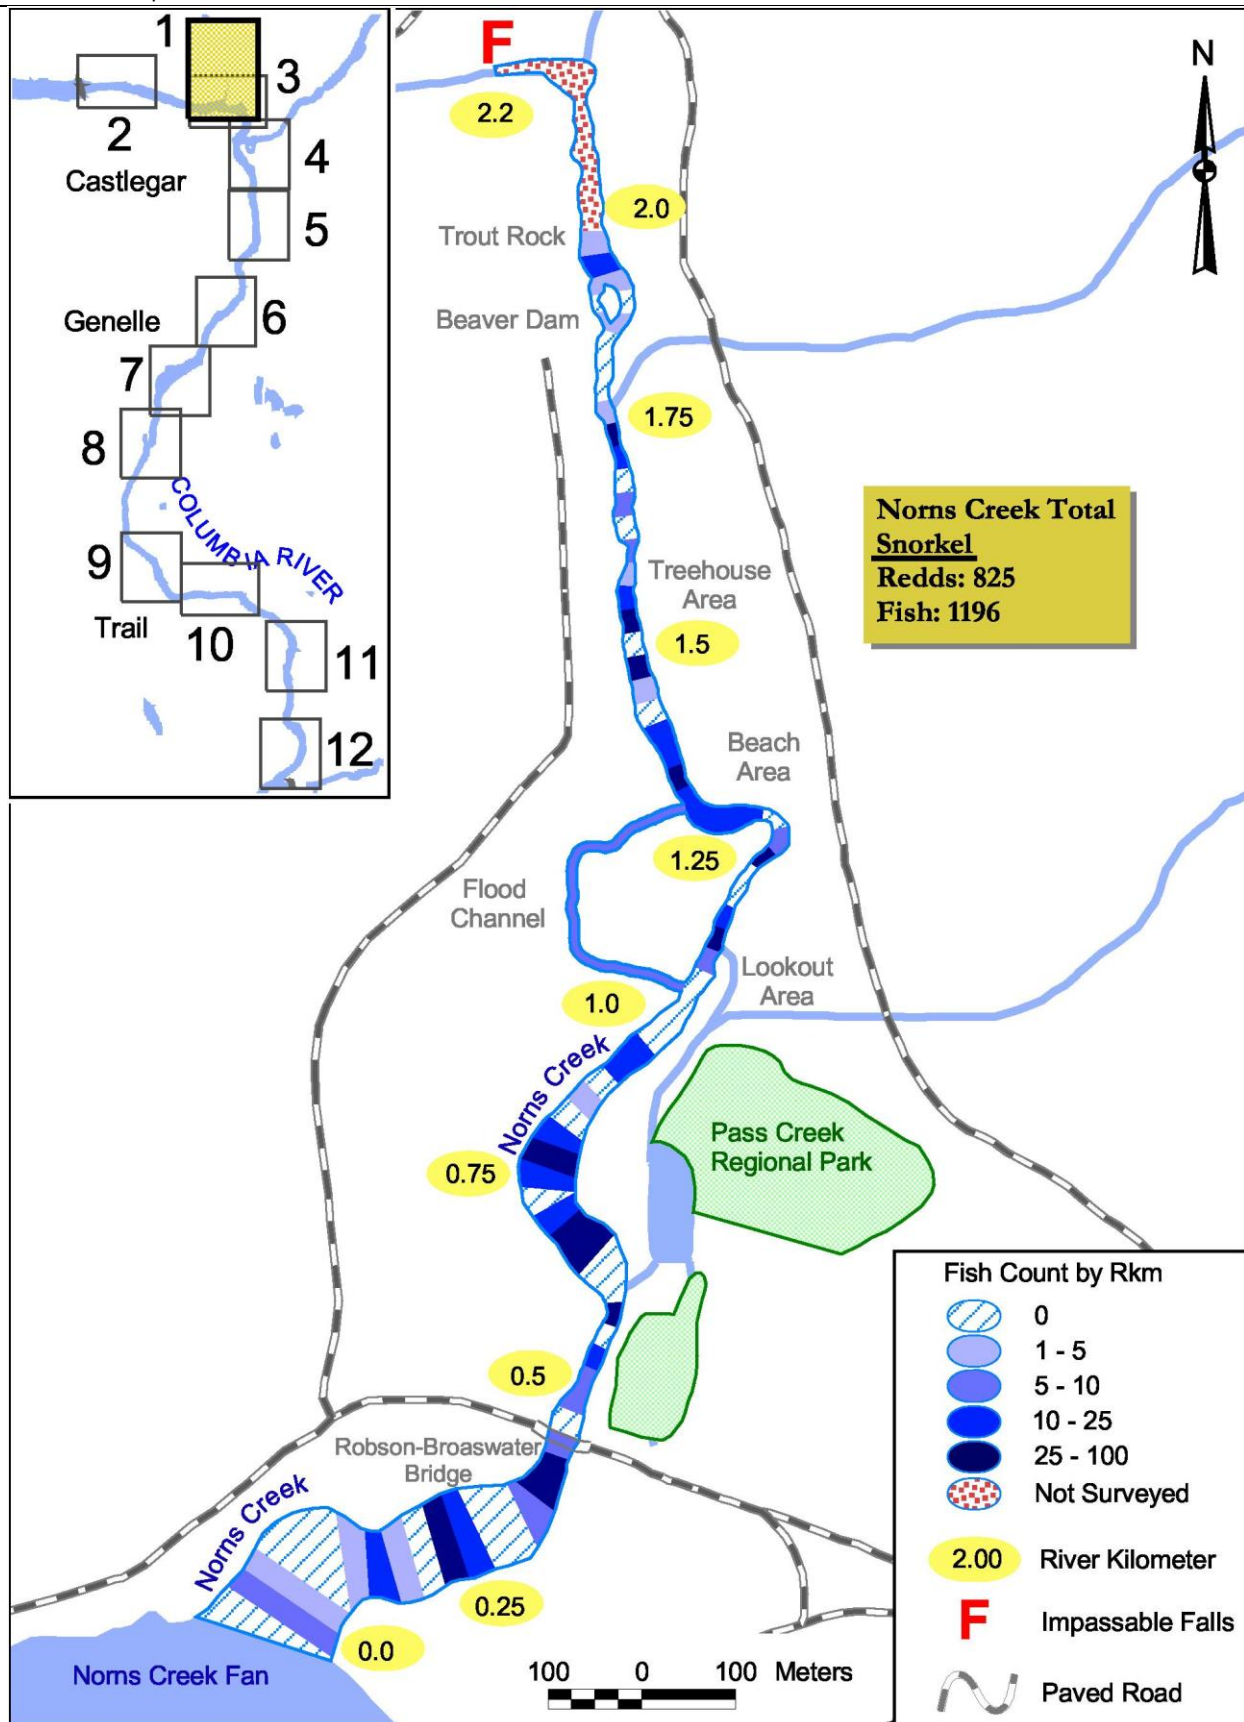 1
3
2
4
Castlegar
5
Genelle
6
7
8
COLUMBIA RIVER
9
Trail
10
11
12
F
N
2.2
2.0
Trout Rock
Beaver Dam
1.75
Norns Creek Total
Snorkel
Redds: 825
Fish: 1196
Treehouse
Area
1.5
Beach
Area
1.25
Flood
Channel
Lookout
Area
1.0
Norns Creek
Pass Creek
Regional Park
0.75
0.5
Robson-Broaswater
Bridge
Norns Creek
0.25
0.0
Norns Creek Fan
100 0 100 Meters
Fish Count by Rkm
0
1 - 5
5 - 10
10 - 25
25 - 100
Not Surveyed
2.00 River Kilometer
F Impassable Falls
Paved Road